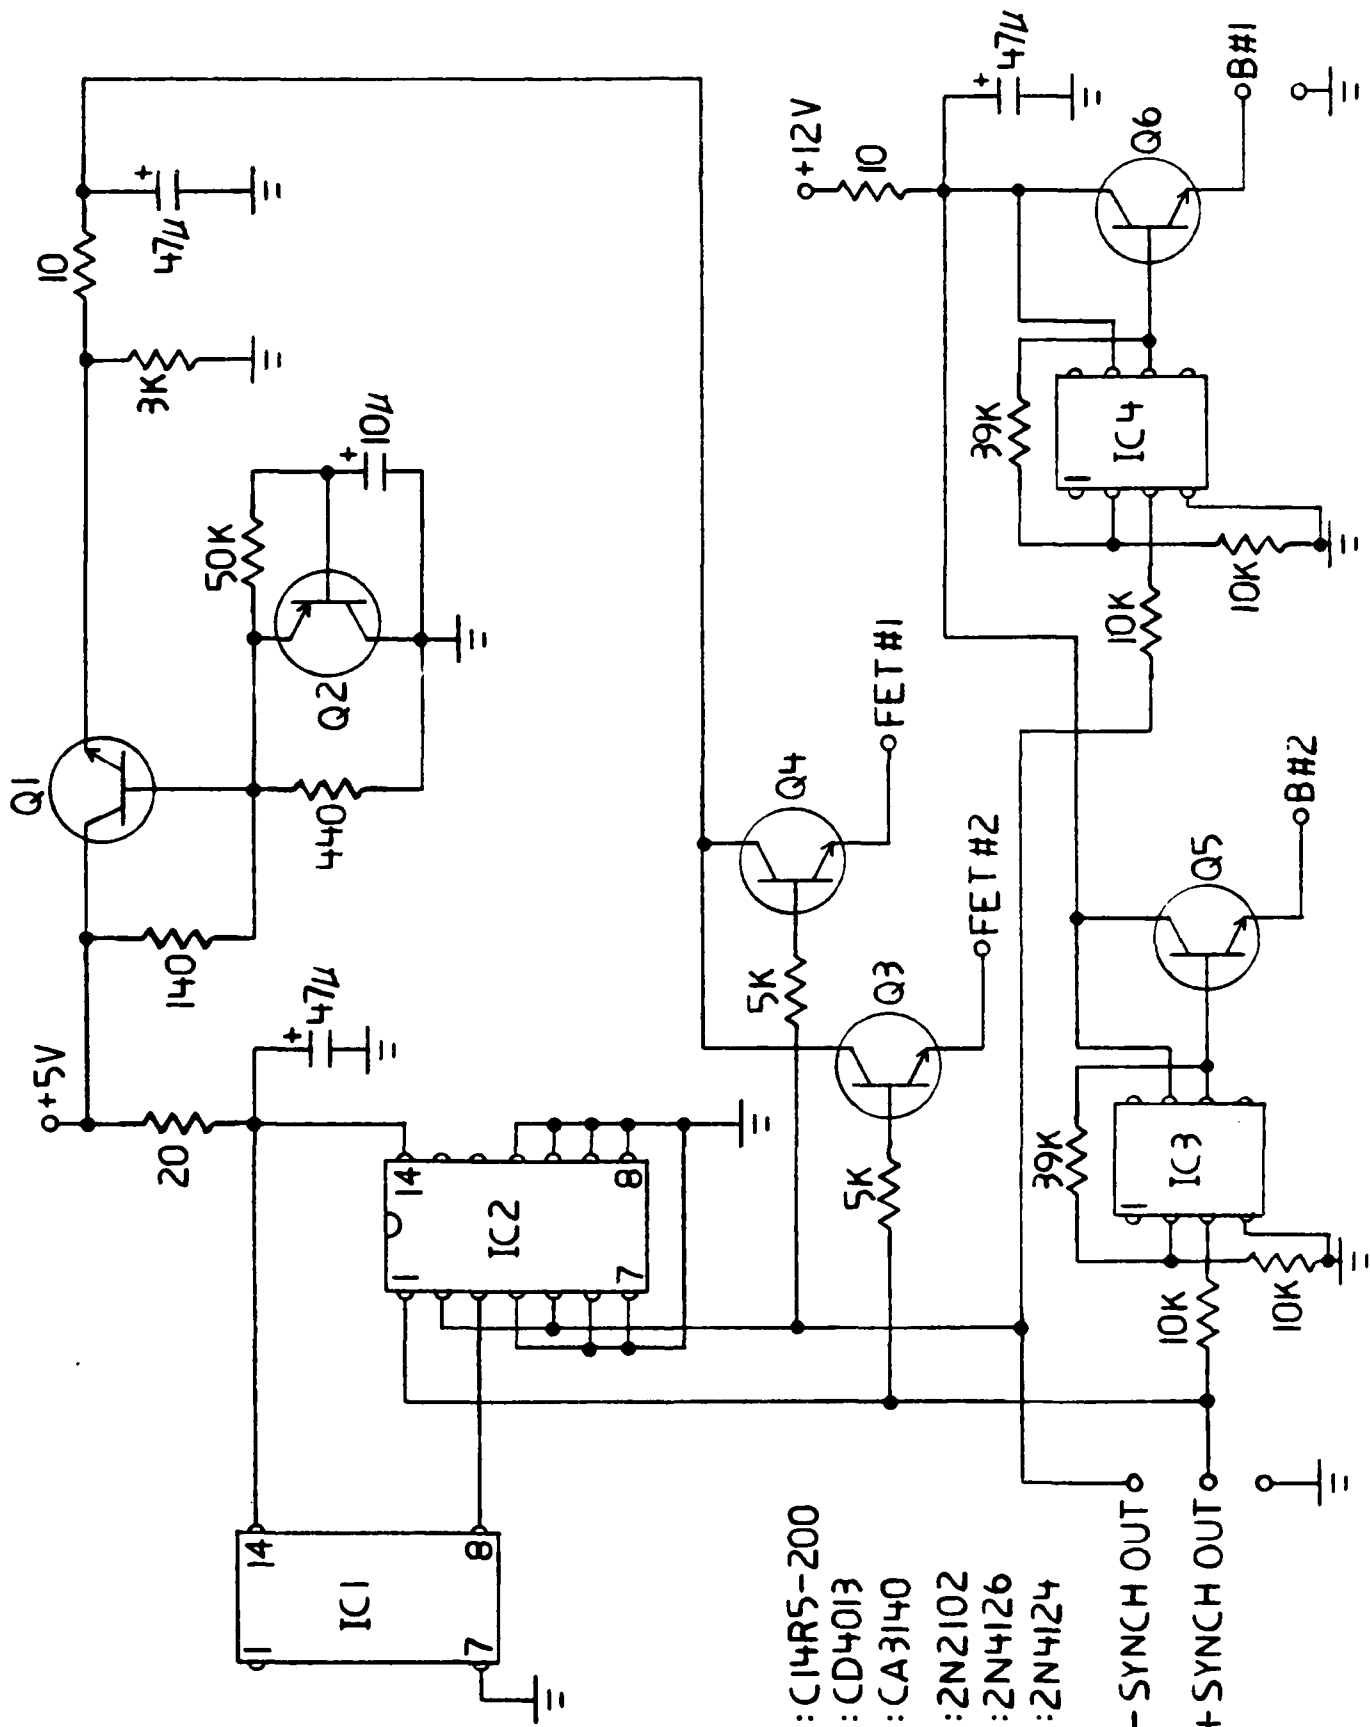 +5V
20
140
Q1
10
47μ
+
3K
440
Q2
50K
10μ
+
47μ
+
IC1
1
14
7
8
IC2
1
14
7
8
5K
Q4
FET#1
5K
Q3
FET#2
+12V
10
47μ
+
39K
IC4
1
10K
10K
Q6
B#1
39K
IC3
1
10K
10K
Q5
B#2
:C14R5-200
:CD4013
:CA3140
:2N2102
:2N4126
:2N4124
- SYNCH OUT
+ SYNCH OUT